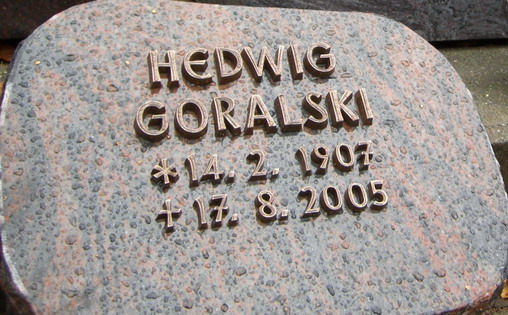 HEDWIG
GORALSKI
* 14. 2. 1907
† 17. 8. 2005